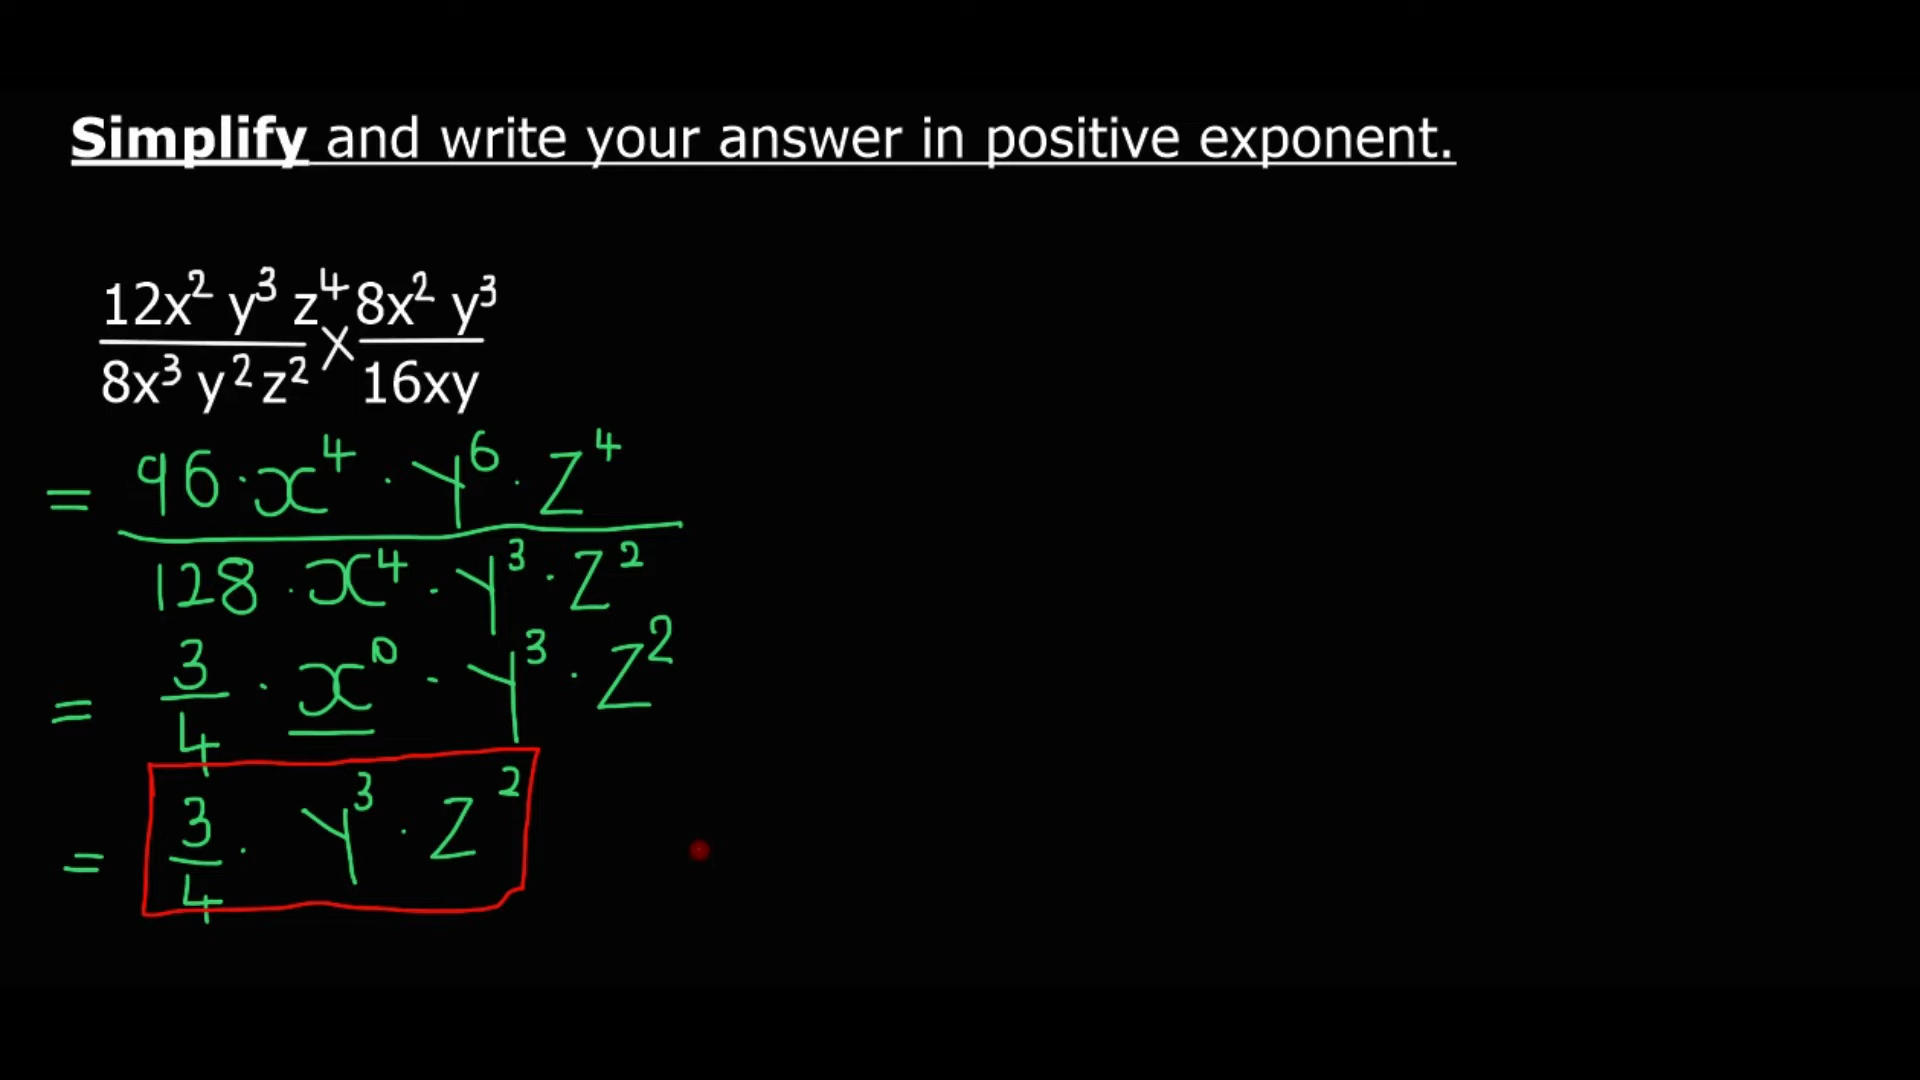 Simplify and write your answer in positive exponent.
12x² y³ z⁴ 8x² y³
×
8x³ y² z² 16xy
= 96 · x⁴ · y⁶ · z⁴
128 · x⁴ · y³ · z²
= 3/4 · x⁰ · y³ · z²
= 3/4 · y³ · z²